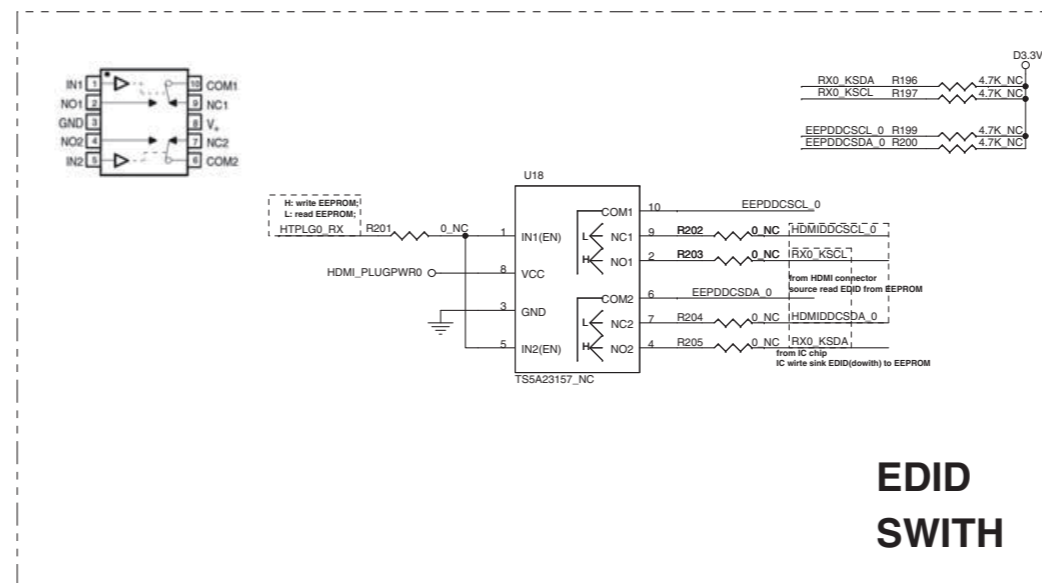 IN1 1 10 COM1
NO1 2 9 NC1
GND 3 8 V+
NO2 4 7 NC2
IN2 5 6 COM2
D3.3V
RX0_KSDA R196 4.7K_NC
RX0_KSCL R197 4.7K_NC
EEPDDCSCL_0 R199 4.7K_NC
EEPDDCSDA_0 R200 4.7K_NC
U18
H: write EEPROM;
L: read EEPROM;
HTPLG0_RX R201 0_NC 1 IN1(EN)
HDMI_PLUGPWR0 8 VCC
3 GND
5 IN2(EN)
COM1 10 EEPDDCSCL_0
L NC1 9 R202 0_NC HDMIDDCSCL_0
H NO1 2 R203 0_NC RX0_KSCL
from HDMI connector
source read EDID from EEPROM
COM2 6 EEPDDCSDA_0
L NC2 7 R204 0_NC HDMIDDCSDA_0
H NO2 4 R205 0_NC RX0_KSDA
from IC chip
IC wirte sink EDID(dowith) to EEPROM
TS5A23157_NC
EDID
SWITH